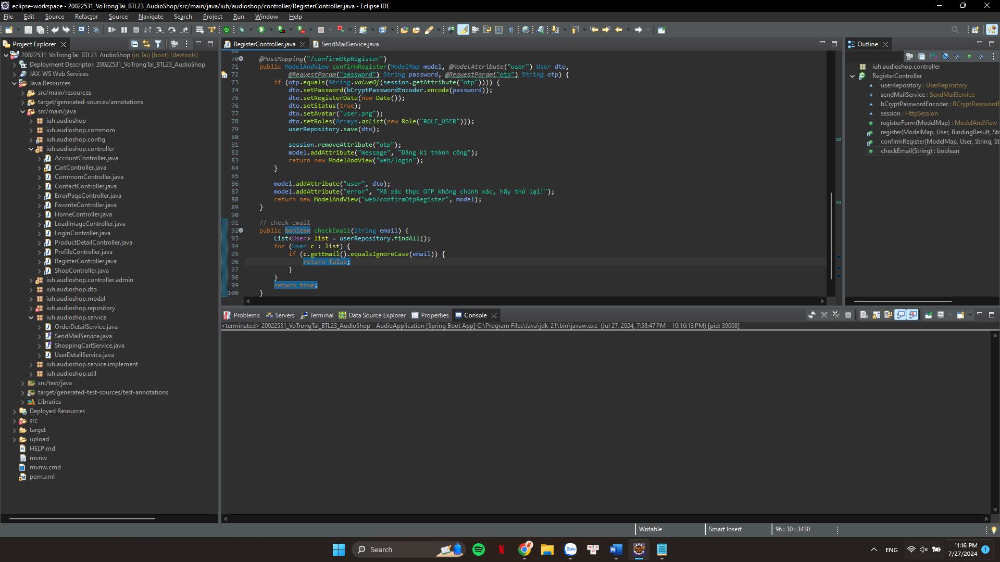 eclipse-workspace - 20022531_VoTrongTai_BTL23_AudioShop/src/main/java/iuh/audioshop/controller/RegisterController.java - Eclipse IDE
File Edit Source Refactor Source Navigate Search Project Run Window Help
Project Explorer
20022531_VoTrongTai_BTL23_AudioShop (in Tai) [boot] [devtools]
Deployment Descriptor: 20022531_VoTrongTai_BTL23_AudioShop
JAX-WS Web Services
Java Resources
src/main/resources
target/generated-sources/annotations
src/main/java
iuh.audioshop
iuh.audioshop.commom
iuh.audioshop.config
iuh.audioshop.controller
AccountController.java
CartController.java
CommomController.java
ContactController.java
ErrorPageController.java
FavoriteController.java
HomeController.java
LoadImageController.java
LoginController.java
ProductDetailController.java
ProfileController.java
RegisterController.java
ShopController.java
iuh.audioshop.controller.admin
iuh.audioshop.dto
iuh.audioshop.modal
iuh.audioshop.repository
iuh.audioshop.service
OrderDetailService.java
SendMailService.java
ShoppingCartService.java
UserDetailService.java
iuh.audioshop.service.implement
iuh.audioshop.util
src/test/java
target/generated-test-sources/test-annotations
Libraries
Deployed Resources
src
target
upload
HELP.md
mvnw
mvnw.cmd
pom.xml
RegisterController.java SendMailService.java
69
70 @PostMapping("/confirmOtpRegister")
71 public ModelAndView confirmRegister(ModelMap model, @ModelAttribute("user") User dto,
72 @RequestParam("password") String password, @RequestParam("otp") String otp) {
73 if (otp.equals(String.valueOf(session.getAttribute("otp")))) {
74 dto.setPassword(bCryptPasswordEncoder.encode(password));
75 dto.setRegisterDate(new Date());
76 dto.setStatus(true);
77 dto.setAvatar("user.png");
78 dto.setRoles(Arrays.asList(new Role("ROLE_USER")));
79 userRepository.save(dto);
80
81 session.removeAttribute("otp");
82 model.addAttribute("message", "Đăng kí thành công");
83 return new ModelAndView("web/login");
84 }
85
86 model.addAttribute("user", dto);
87 model.addAttribute("error", "Mã xác thực OTP không chính xác, hãy thử lại!");
88 return new ModelAndView("web/confirmOtpRegister", model);
89 }
90
91 // check email
92 public boolean checkEmail(String email) {
93 List<User> list = userRepository.findAll();
94 for (User c : list) {
95 if (c.getEmail().equalsIgnoreCase(email)) {
96 return false;
97 }
98 }
99 return true;
100 }
Outline
iuh.audioshop.controller
RegisterController
userRepository : UserRepository
sendMailService : SendMailService
bCryptPasswordEncoder : BCryptPasswordE
session : HttpSession
registerForm(ModelMap) : ModelAndView
register(ModelMap, User, BindingResult, Str
confirmRegister(ModelMap, User, String, St
checkEmail(String) : boolean
Problems Servers Terminal Data Source Explorer Properties Console
<terminated> 20022531_VoTrongTai_BTL23_AudioShop - AudioApplication [Spring Boot App] C:\Program Files\Java\jdk-21\bin\javaw.exe (Jul 27, 2024, 7:58:47 PM – 10:16:13 PM) [pid: 39008]
Writable Smart Insert 96 : 30 : 3430
Search
Zalo
ENG
11:16 PM
7/27/2024
1